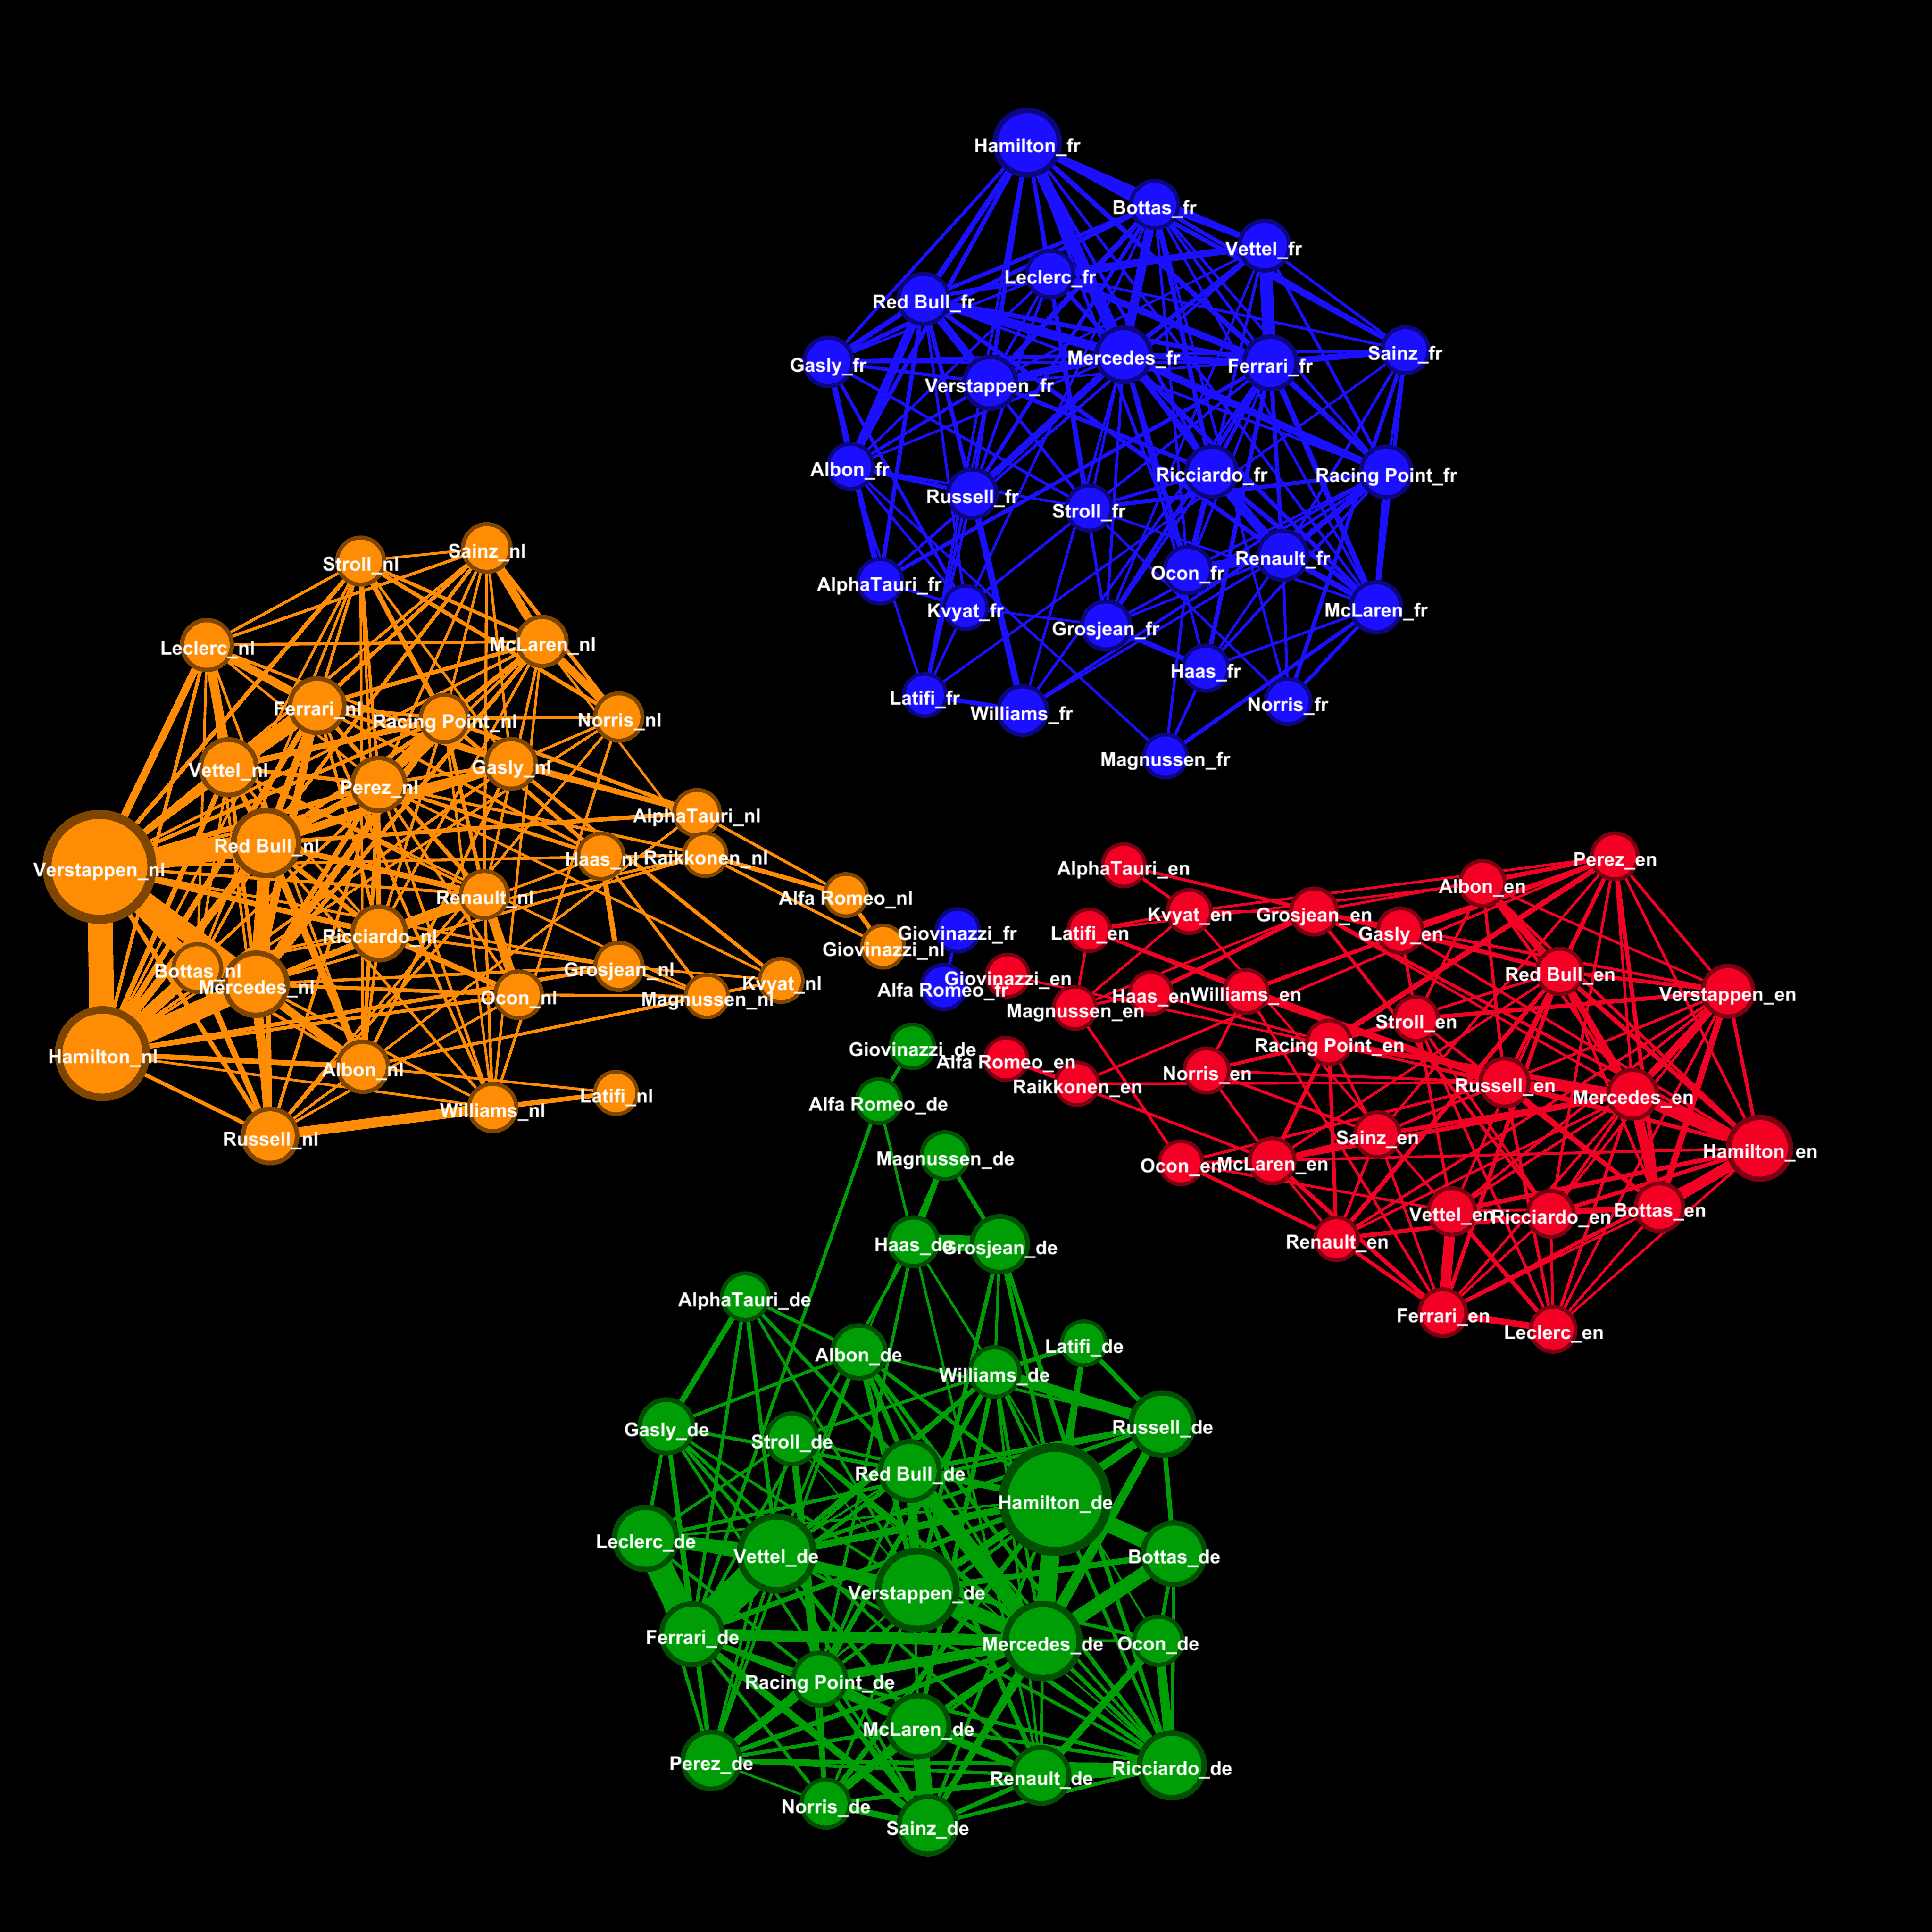 Hamilton_fr
Bottas_fr
Vettel_fr
Leclerc_fr
Red Bull_fr
Gasly_fr
Verstappen_fr
Mercedes_fr
Ferrari_fr
Sainz_fr
Albon_fr
Russell_fr
Stroll_fr
Ricciardo_fr
Racing Point_fr
AlphaTauri_fr
Kvyat_fr
Ocon_fr
Renault_fr
McLaren_fr
Grosjean_fr
Haas_fr
Latifi_fr
Williams_fr
Norris_fr
Magnussen_fr
Giovinazzi_fr
Alfa Romeo_fr
Stroll_nl
Sainz_nl
Leclerc_nl
McLaren_nl
Ferrari_nl
Racing Point_nl
Norris_nl
Vettel_nl
Perez_nl
Gasly_nl
AlphaTauri_nl
Verstappen_nl
Red Bull_nl
Haas_nl
Raikkonen_nl
Renault_nl
Alfa Romeo_nl
Ricciardo_nl
Giovinazzi_nl
Bottas_nl
Mercedes_nl
Grosjean_nl
Ocon_nl
Magnussen_nl
Kvyat_nl
Hamilton_nl
Albon_nl
Latifi_nl
Williams_nl
Russell_nl
AlphaTauri_en
Perez_en
Albon_en
Kvyat_en
Grosjean_en
Latifi_en
Gasly_en
Giovinazzi_en
Red Bull_en
Verstappen_en
Magnussen_en
Haas_en
Williams_en
Stroll_en
Racing Point_en
Alfa Romeo_en
Raikkonen_en
Norris_en
Russell_en
Mercedes_en
Sainz_en
Hamilton_en
Ocon_en
McLaren_en
Vettel_en
Ricciardo_en
Bottas_en
Renault_en
Ferrari_en
Leclerc_en
Giovinazzi_de
Alfa Romeo_de
Magnussen_de
Haas_de
Grosjean_de
AlphaTauri_de
Albon_de
Latifi_de
Williams_de
Gasly_de
Stroll_de
Russell_de
Red Bull_de
Hamilton_de
Leclerc_de
Vettel_de
Bottas_de
Verstappen_de
Ferrari_de
Mercedes_de
Ocon_de
Racing Point_de
McLaren_de
Perez_de
Renault_de
Ricciardo_de
Norris_de
Sainz_de